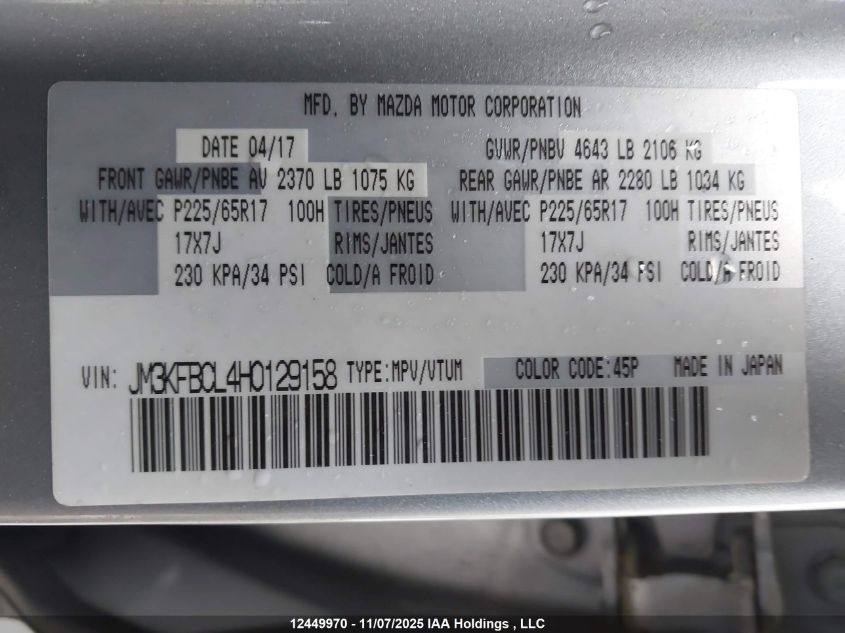 MFD. BY MAZDA MOTOR CORPORATION
DATE 04/17 GVWR/PNBV 4643 LB 2106 KG
FRONT GAWR/PNBE AV 2370 LB 1075 KG REAR GAWR/PNBE AR 2280 LB 1034 KG
WITH/AVEC P225/65R17 100H TIRES/PNEUS WITH/AVEC P225/65R17 100H TIRES/PNEUS
17X7J RIMS/JANTES 17X7J RIMS/JANTES
230 KPA/34 PSI COLD/A FROID 230 KPA/34 PSI COLD/A FROID
VIN: JM3KFBCL4H0129158 TYPE:MPV/VTUM COLOR CODE:45P MADE IN JAPAN
12449970 - 11/07/2025 IAA Holdings , LLC